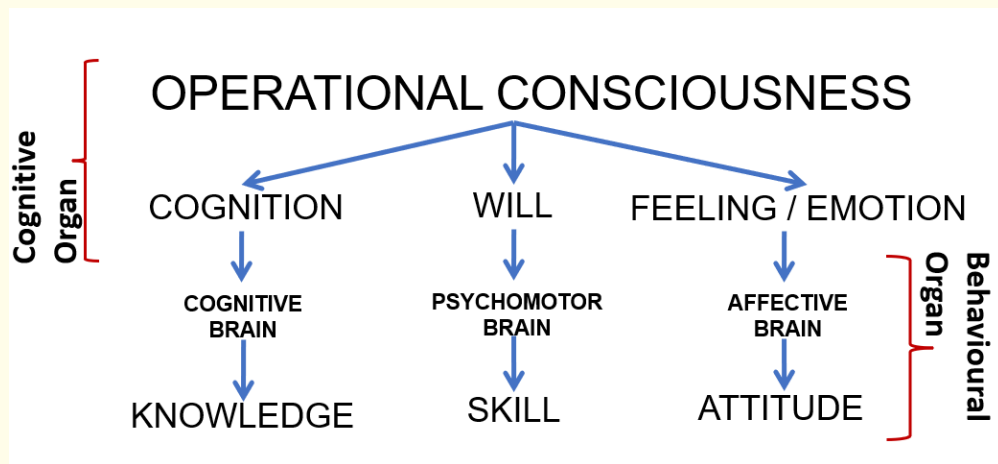 OPERATIONAL CONSCIOUSNESS
Cognitive
Organ
COGNITION
WILL
FEELING / EMOTION
COGNITIVE
BRAIN
PSYCHOMOTOR
BRAIN
AFFECTIVE
BRAIN
Behavioural
Organ
KNOWLEDGE
SKILL
ATTITUDE